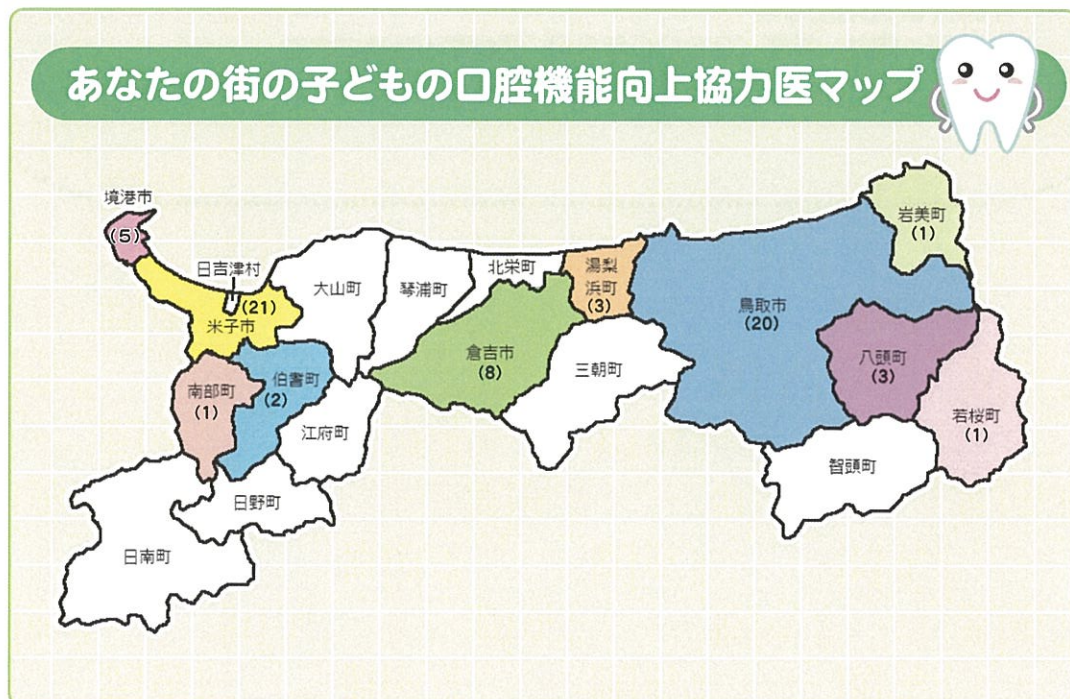 あなたの街の子どもの口腔機能向上協力医マップ
境港市
(5)
日吉津村
(21)
米子市
大山町
琴浦町
北栄町
湯梨
浜町
(3)
岩美町
(1)
鳥取市
(20)
倉吉市
(8)
三朝町
八頭町
(3)
若桜町
(1)
南部町
(1)
伯耆町
(2)
江府町
智頭町
日野町
日南町